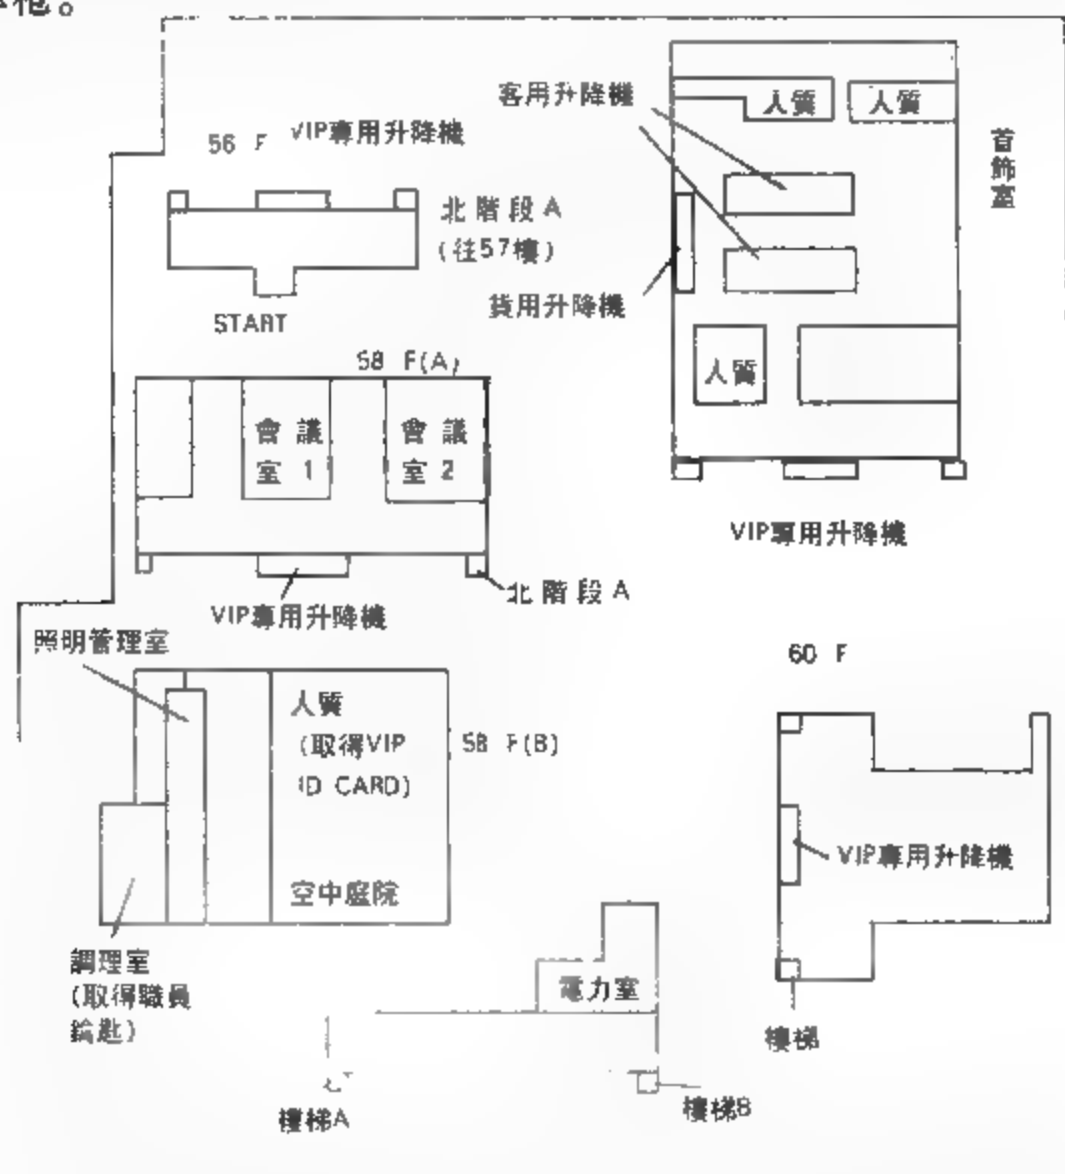 他。
客用升降機
人質
人質
首飾室
56 F
VIP專用升降機
北階段A
(往57樓)
貨用升降機
START
人質
58 F(A)
會議室1
會議室2
VIP專用升降機
北階段A
VIP專用升降機
照明管理室
60 F
人質
(取得VIP
ID CARD)
58 F(B)
VIP專用升降機
空中庭院
調理室
(取得職員
鑰匙)
電力室
樓梯
樓梯A
樓梯B